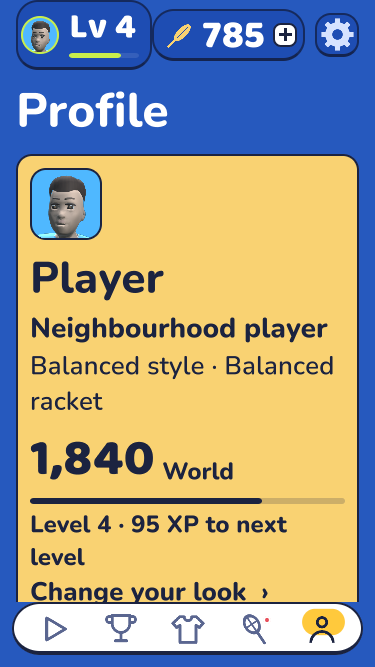 Lv 4
785
Profile
Player
Neighbourhood player
Balanced style · Balanced
racket
1,840 World
Level 4 · 95 XP to next
level
Change your look ›